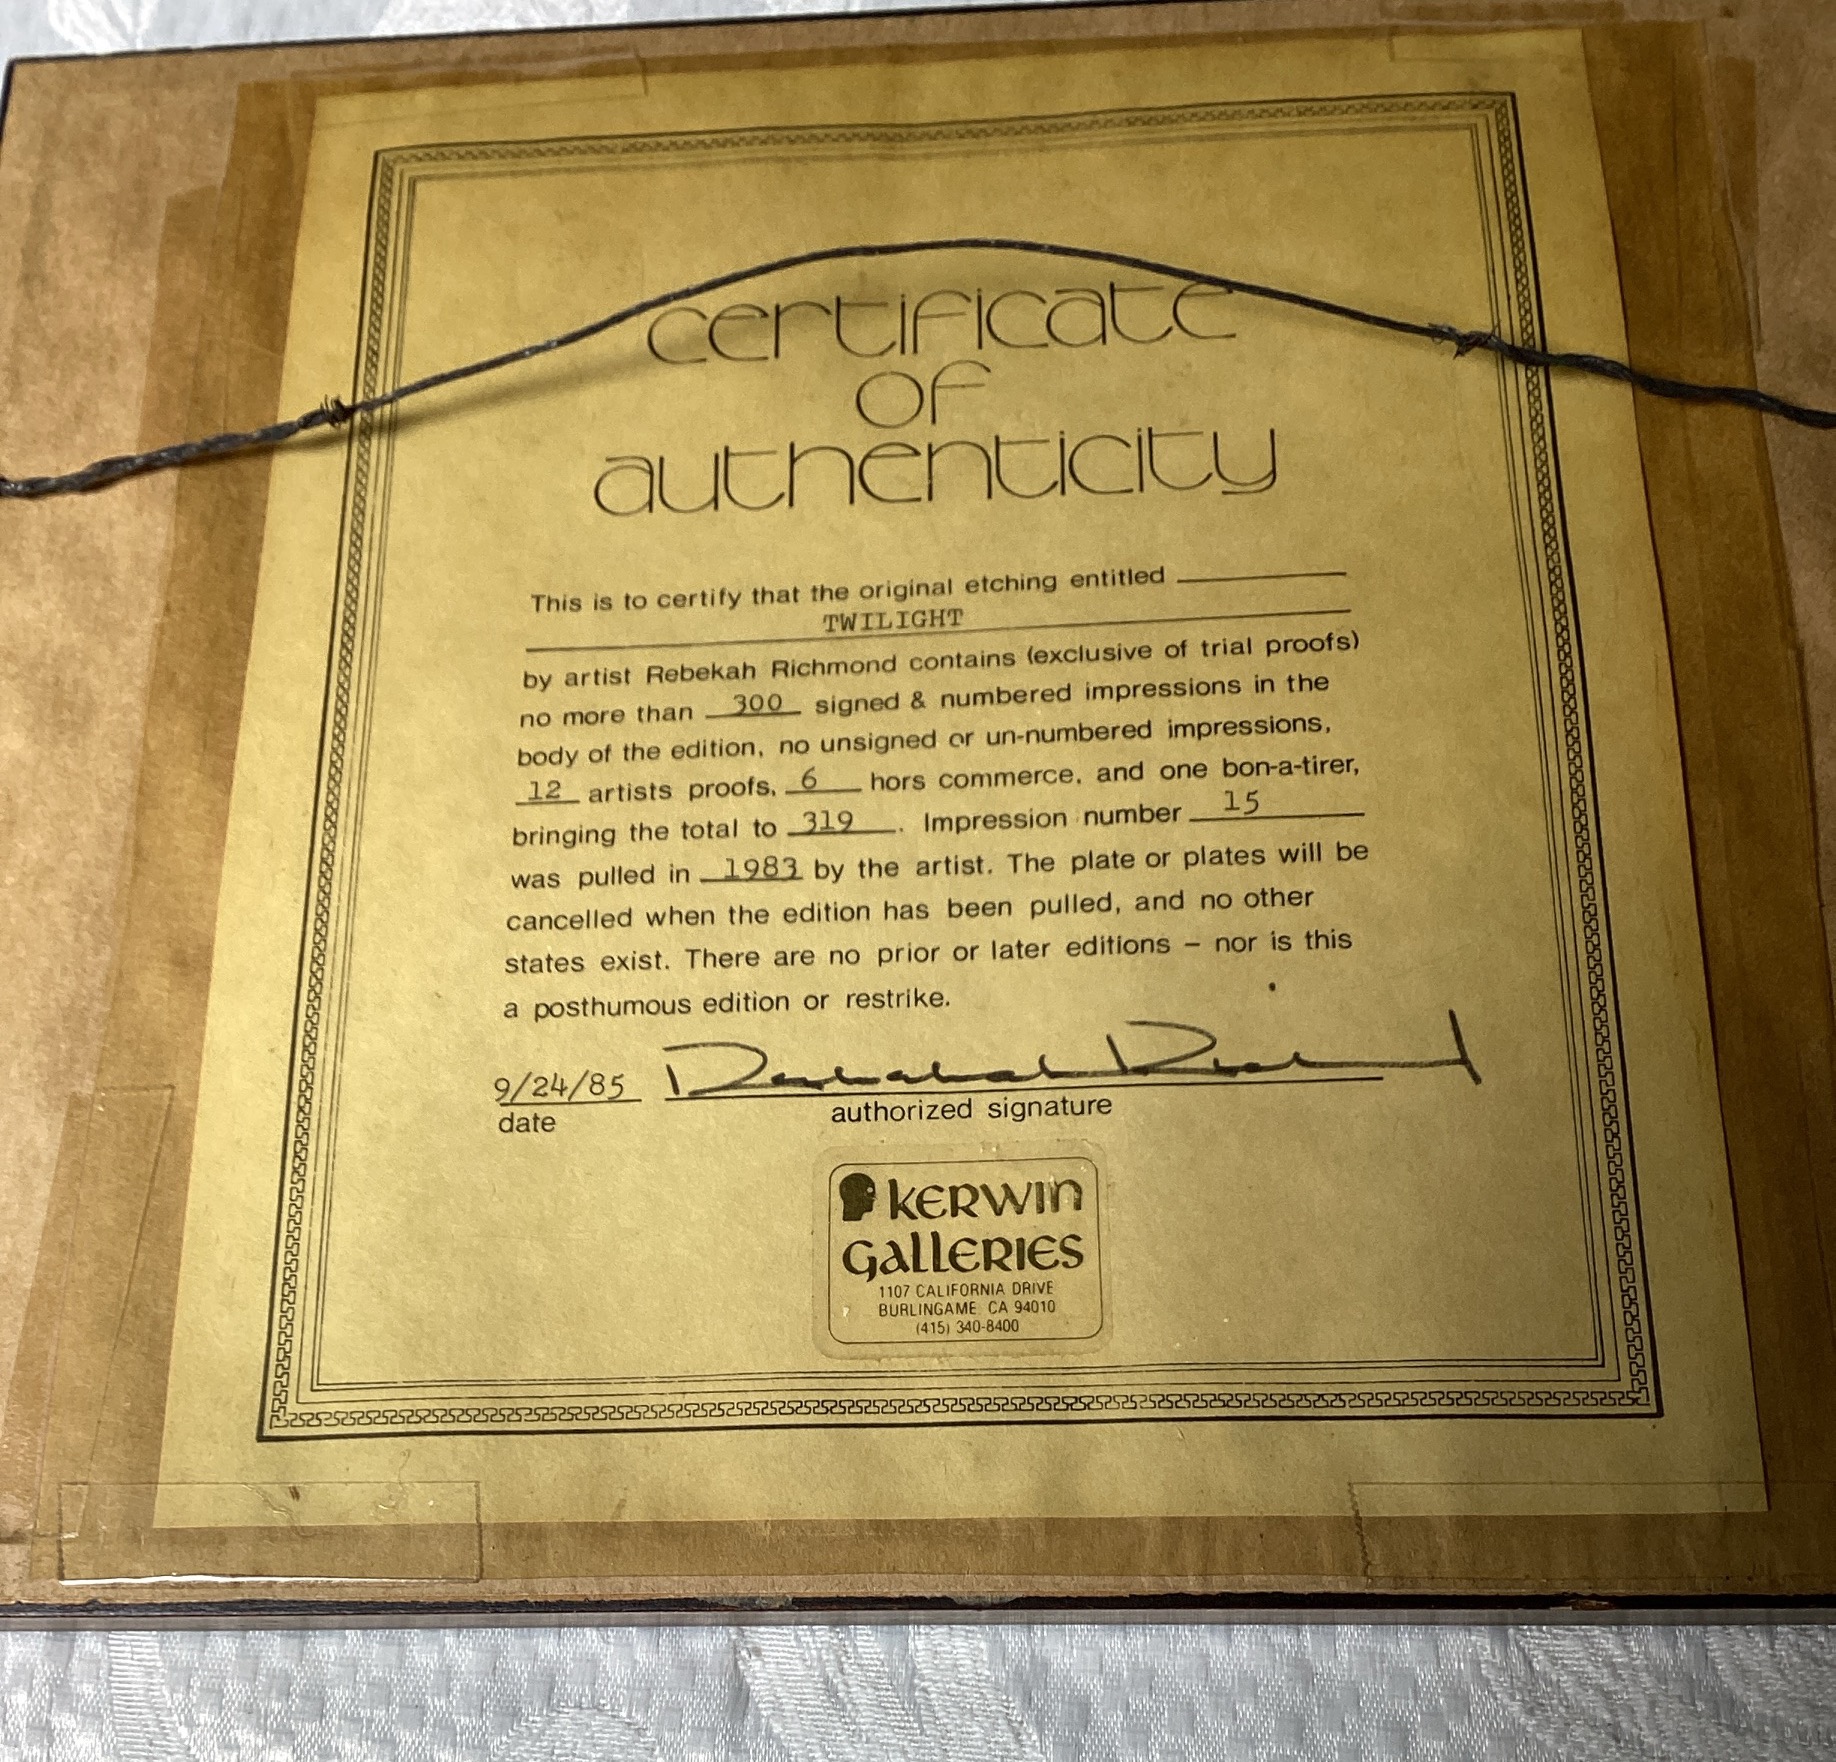 certificate
of
authenticity
This is to certify that the original etching entitled
TWILIGHT
by artist Rebekah Richmond contains (exclusive of trial proofs)
no more than 300 signed & numbered impressions in the
body of the edition, no unsigned or un-numbered impressions,
12 artists proofs, 6 hors commerce, and one bon-a-tirer,
bringing the total to 319. Impression number 15
was pulled in 1983 by the artist. The plate or plates will be
cancelled when the edition has been pulled, and no other
states exist. There are no prior or later editions – nor is this
a posthumous edition or restrike.
9/24/85 Rebekah Richmond
date authorized signature
KERWIN
GALLERIES
1107 CALIFORNIA DRIVE
BURLINGAME CA 94010
(415) 340-8400